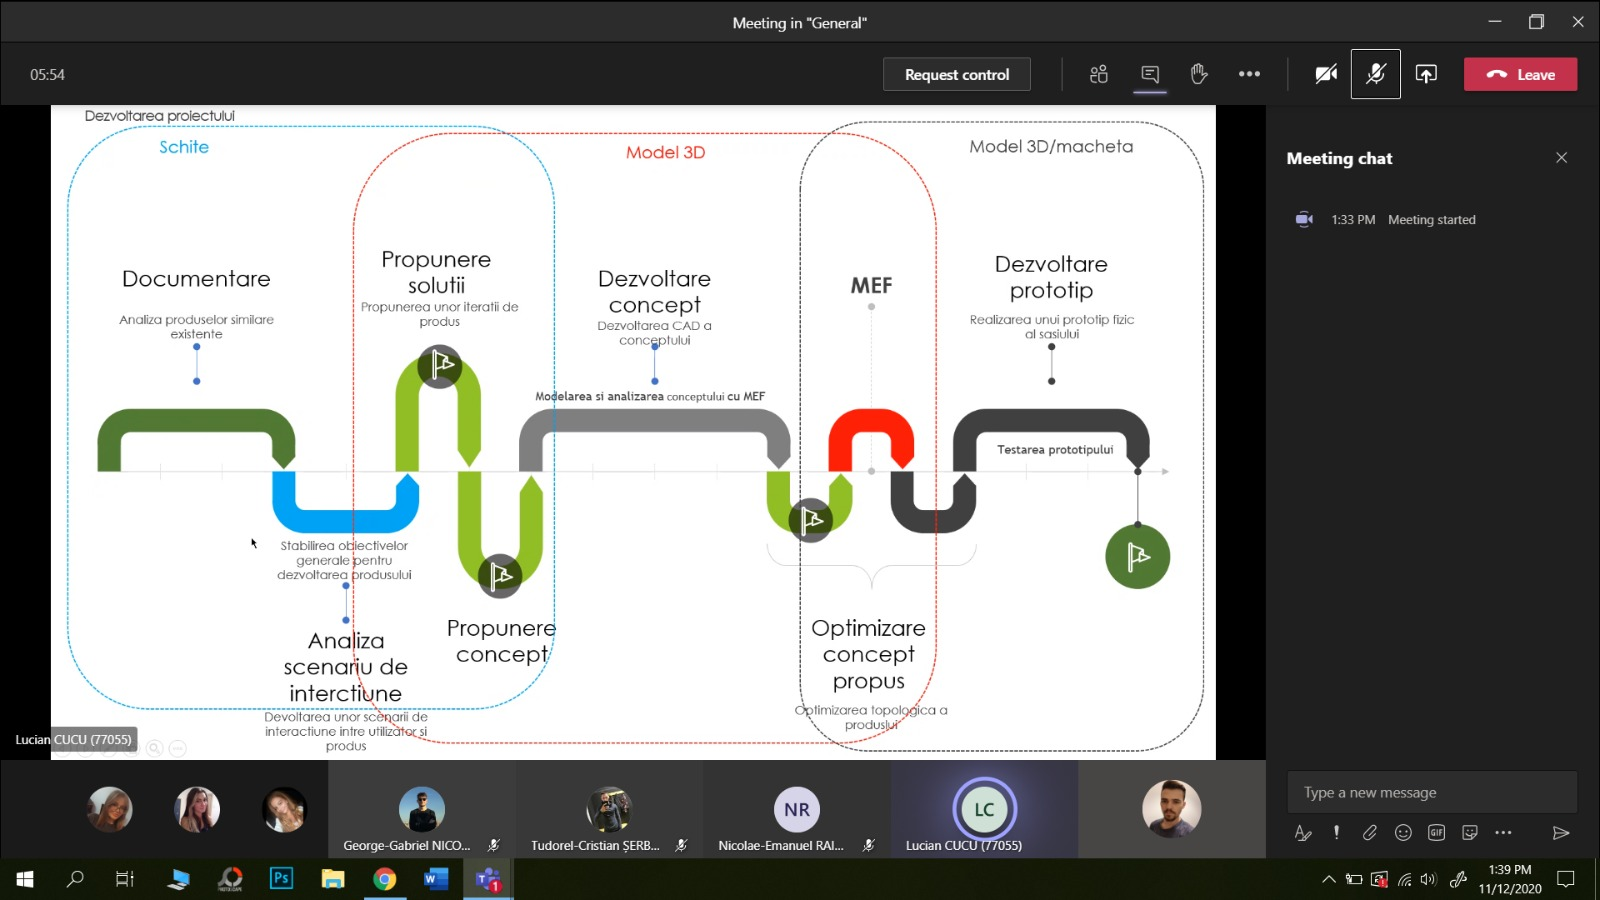 Meeting in "General"
05:54
Request control
Leave
Dezvoltarea proiectului
Schite
Model 3D
Model 3D/macheta
Documentare
Analiza produselor similare
existente
Propunere
solutii
Propunerea unor iteratii de
produs
Dezvoltare
concept
Dezvoltarea CAD a
conceptului
MEF
Dezvoltare
prototip
Realizarea unui prototip fizic
al sasiului
Modelarea si analizarea conceptului cu MEF
Testarea prototipului
Stabilirea obiectivelor
generale pentru
dezvoltarea produsului
Analiza
scenariu de
interctiune
Devoltarea unor scenarii de
interactiune intre utilizator si
produs
Propunere
concept
Optimizare
concept
propus
Optimizarea topologica a
produslui
Lucian CUCU (77055)
Meeting chat
1:33 PM Meeting started
Type a new message
GIF
George-Gabriel NICO...
Tudorel-Cristian ȘERB...
NR
Nicolae-Emanuel RAI...
LC
Lucian CUCU (77055)
Ps
W
T
1
1:39 PM
11/12/2020